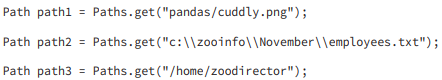 Path path1 = Paths.get("pandas/cuddly.png");
Path path2 = Paths.get("c:\\zooinfo\\November\\employees.txt");
Path path3 = Paths.get("/home/zoodirector");